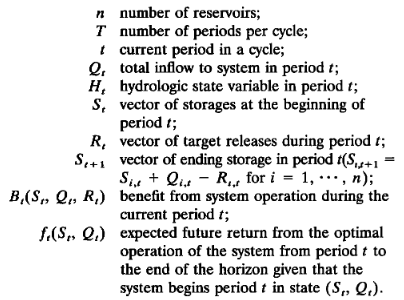 n number of reservoirs;
T number of periods per cycle;
t current period in a cycle;
Q_t total inflow to system in period t;
H_t hydrologic state variable in period t;
S_t vector of storages at the beginning of
period t;
R_t vector of target releases during period t;
S_{t+1} vector of ending storage in period t(S_{i,t+1} =
S_{i,t} + Q_{i,t} − R_{i,t} for i = 1, ···, n);
B_t(S_t, Q_t, R_t) benefit from system operation during the
current period t;
f_t(S_t, Q_t) expected future return from the optimal
operation of the system from period t to
the end of the horizon given that the
system begins period t in state (S_t, Q_t).